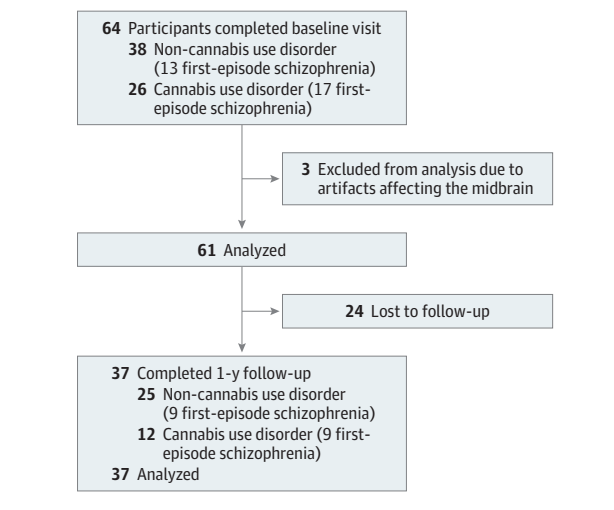 64 Participants completed baseline visit
38 Non-cannabis use disorder
(13 first-episode schizophrenia)
26 Cannabis use disorder (17 first-
episode schizophrenia)
3 Excluded from analysis due to
artifacts affecting the midbrain
61 Analyzed
24 Lost to follow-up
37 Completed 1-y follow-up
25 Non-cannabis use disorder
(9 first-episode schizophrenia)
12 Cannabis use disorder (9 first-
episode schizophrenia)
37 Analyzed